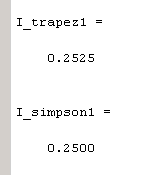 I_trapez1 =
0.2525
I_simpson1 =
0.2500